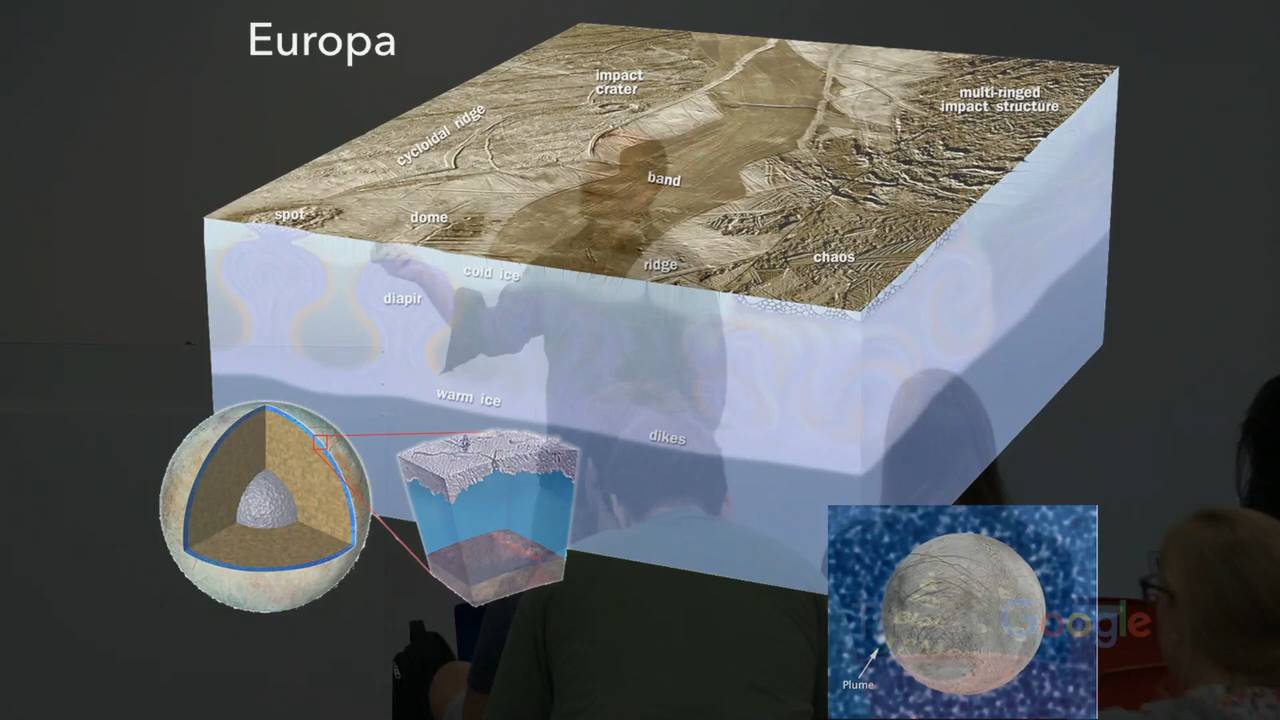 Europa
impact
crater
multi-ringed
impact structure
cycloidal ridge
band
spot
dome
ridge
chaos
cold ice
diapir
warm ice
dikes
Google
Plume